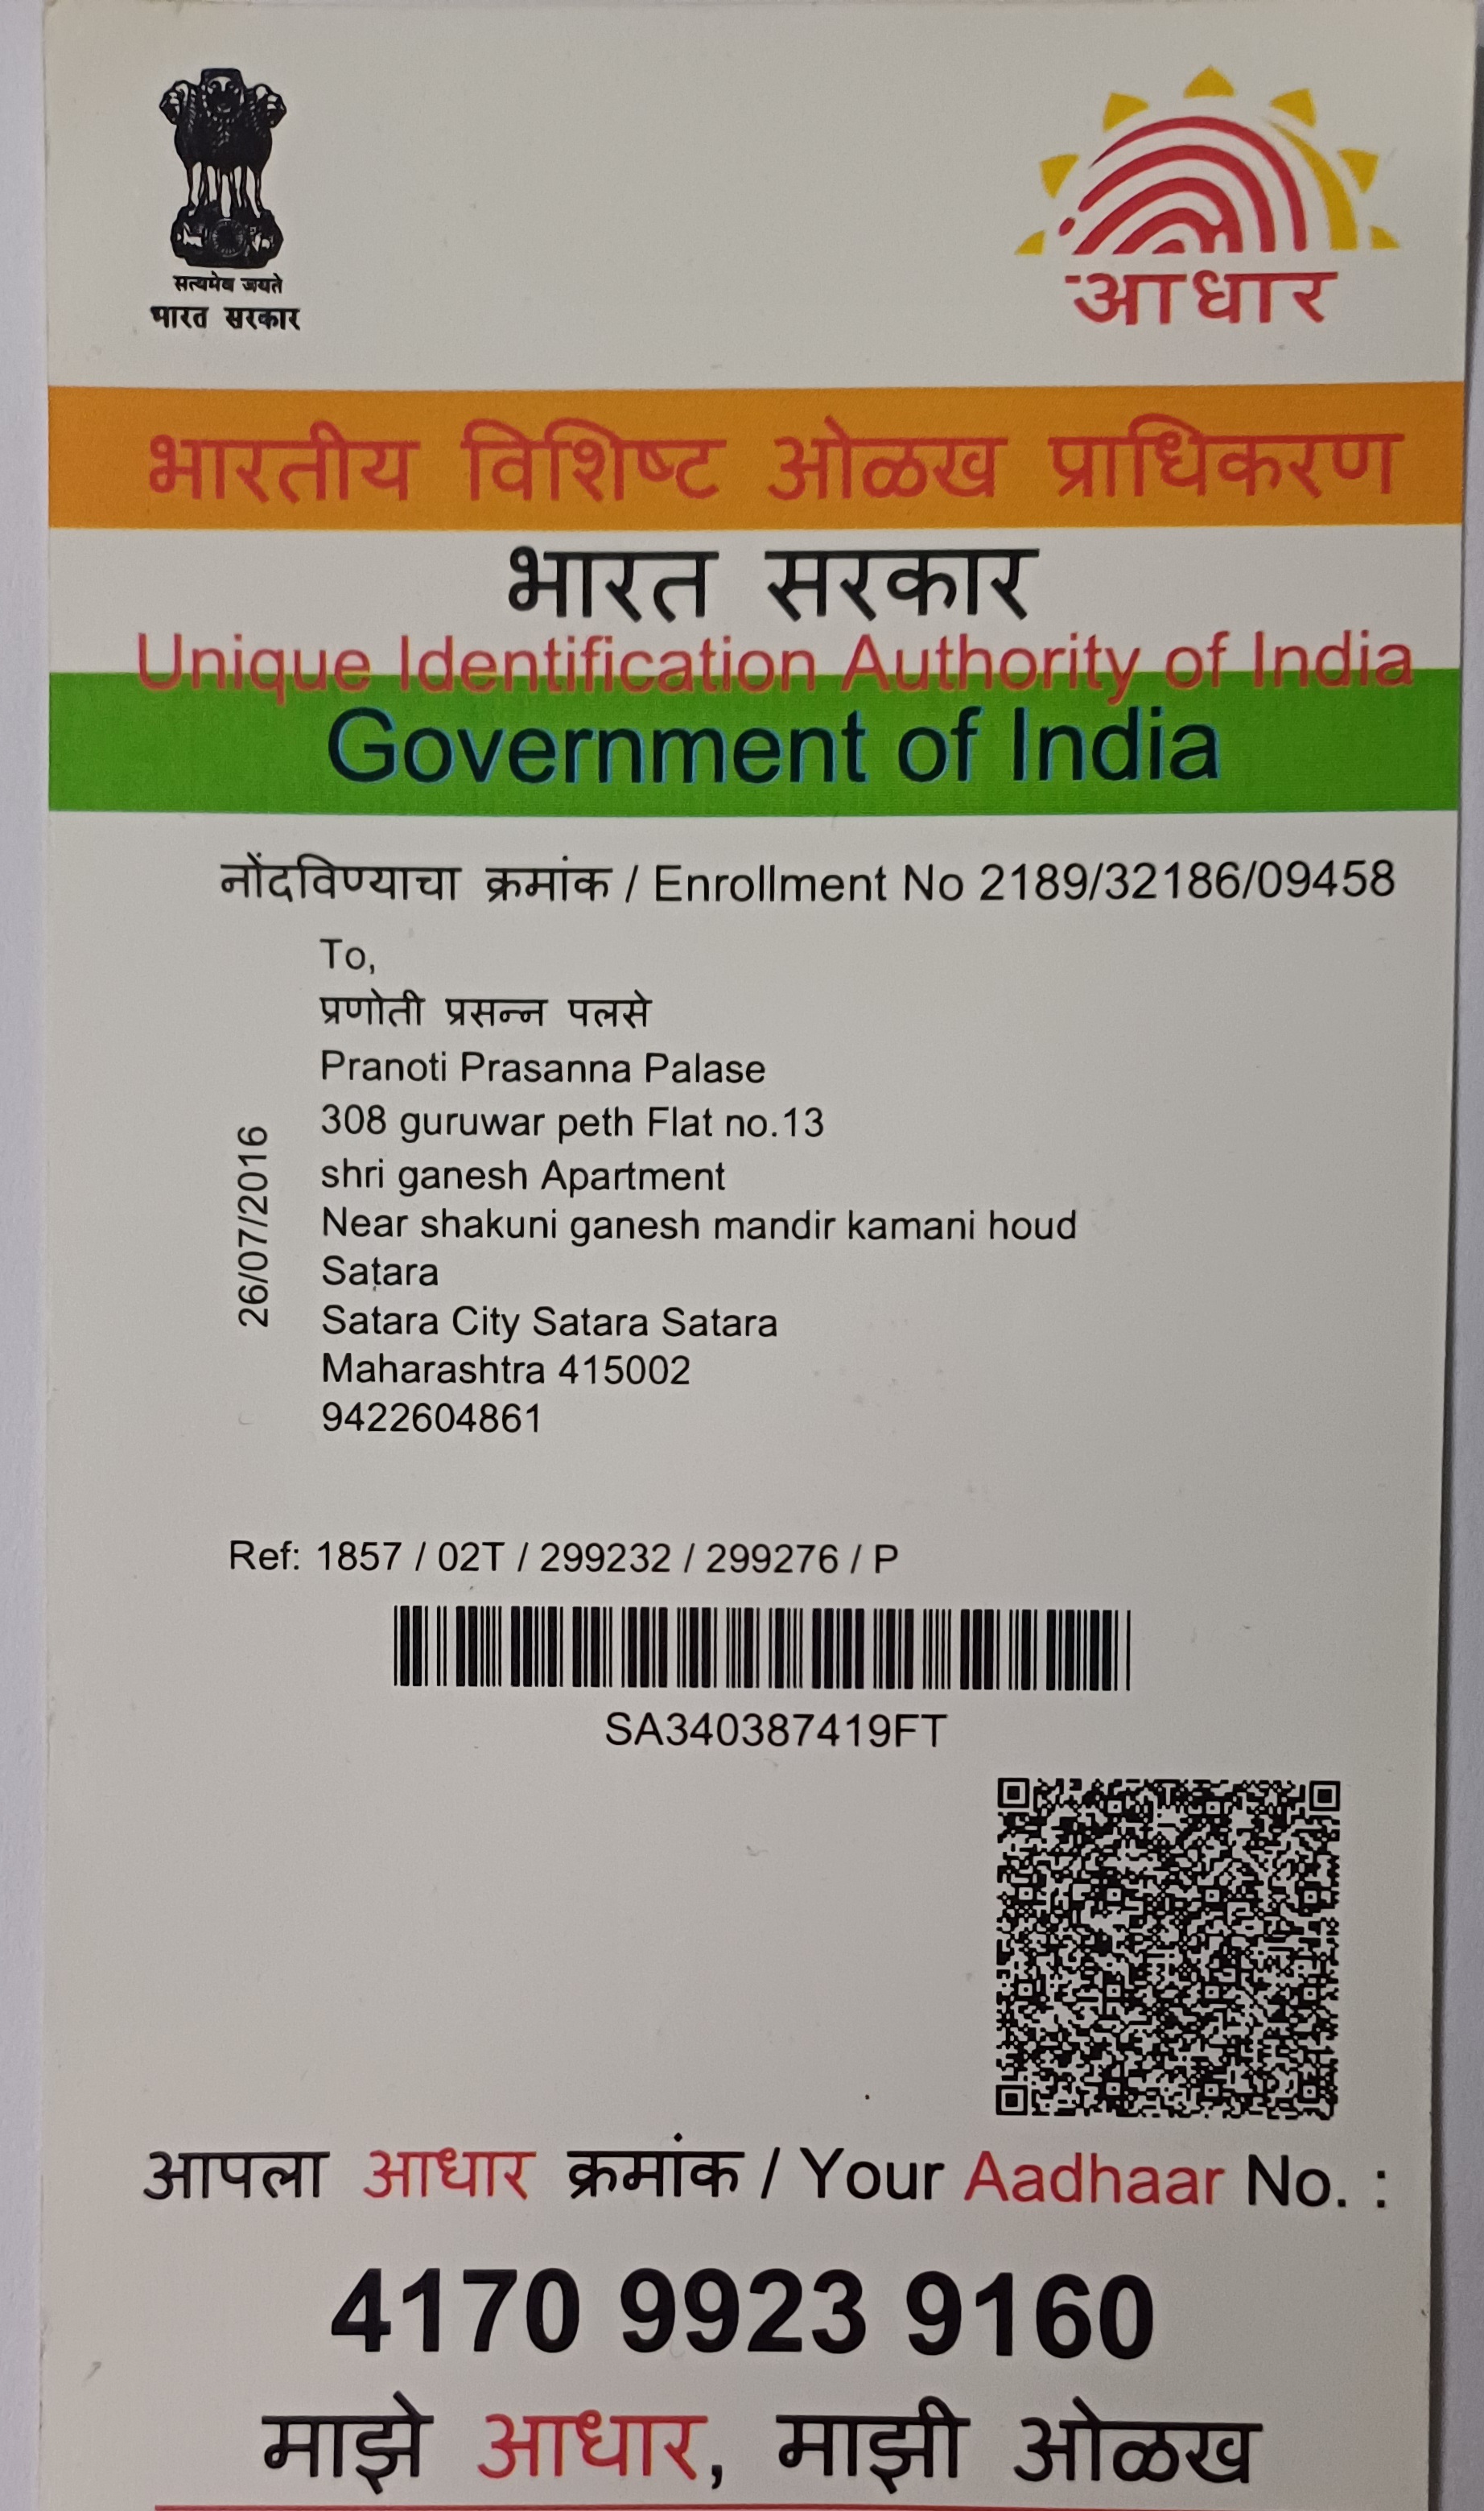 सत्यमेव जयते
भारत सरकार
आधार
भारतीय विशिष्ट ओळख प्राधिकरण
भारत सरकार
Unique Identification Authority of India
Government of India
नोंदविण्याचा क्रमांक / Enrollment No 2189/32186/09458
To,
प्रणोती प्रसन्न पलसे
Pranoti Prasanna Palase
308 guruwar peth Flat no.13
shri ganesh Apartment
Near shakuni ganesh mandir kamani houd
Satara
Satara City Satara Satara
Maharashtra 415002
9422604861
26/07/2016
Ref: 1857 / 02T / 299232 / 299276 / P
SA340387419FT
आपला आधार क्रमांक / Your Aadhaar No. :
4170 9923 9160
माझे आधार, माझी ओळख